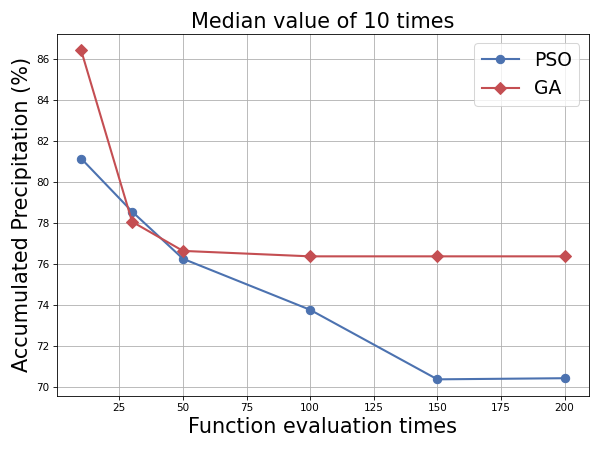 Median value of 10 times
PSO
GA
Accumulated Precipitation (%)
86
84
82
80
78
76
74
72
70
25 50 75 100 125 150 175 200
Function evaluation times